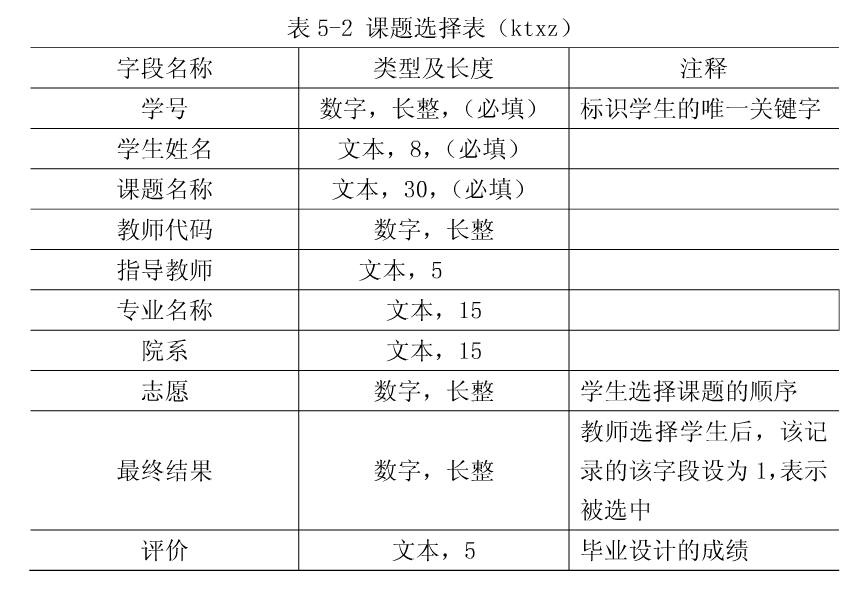 表 5-2 课题选择表（ktxz）
字段名称 类型及长度 注释
学号 数字，长整，（必填） 标识学生的唯一关键字
学生姓名 文本，8，（必填）
课题名称 文本，30，（必填）
教师代码 数字，长整
指导教师 文本，5
专业名称 文本，15
院系 文本，15
志愿 数字，长整 学生选择课题的顺序
最终结果 数字，长整 教师选择学生后，该记
录的该字段设为 1，表示
被选中
评价 文本，5 毕业设计的成绩